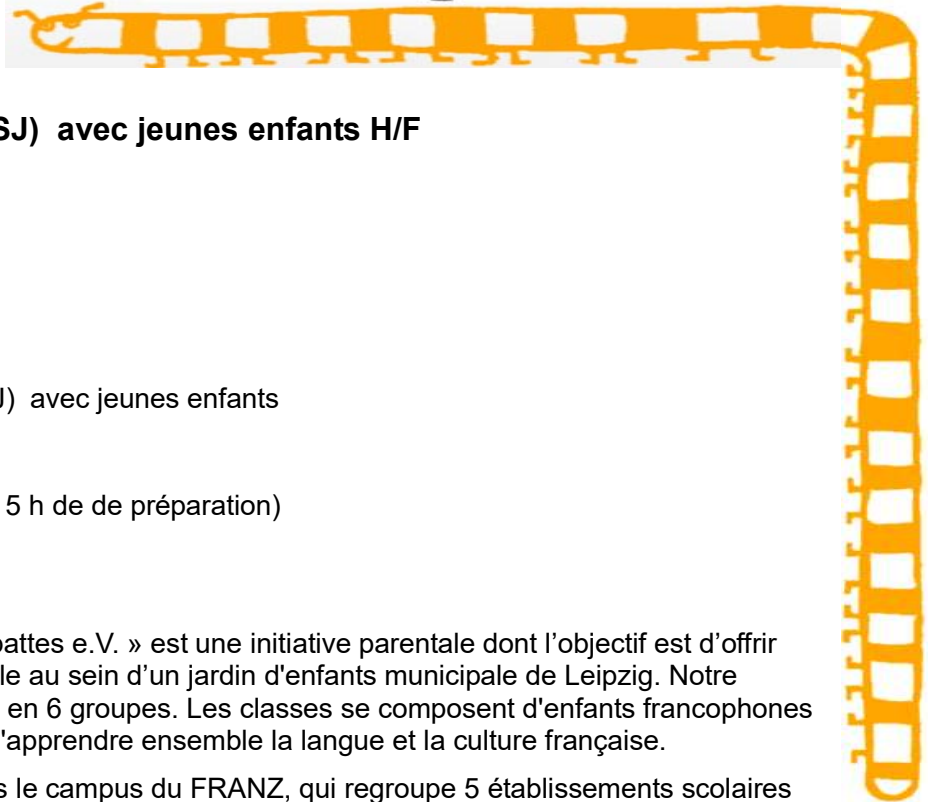 SJ) avec jeunes enfants H/F
J) avec jeunes enfants
5 h de de préparation)
pattes e.V. » est une initiative parentale dont l’objectif est d’offrir
le au sein d’un jardin d'enfants municipale de Leipzig. Notre
en 6 groupes. Les classes se composent d'enfants francophones
d'apprendre ensemble la langue et la culture française.
s le campus du FRANZ, qui regroupe 5 établissements scolaires